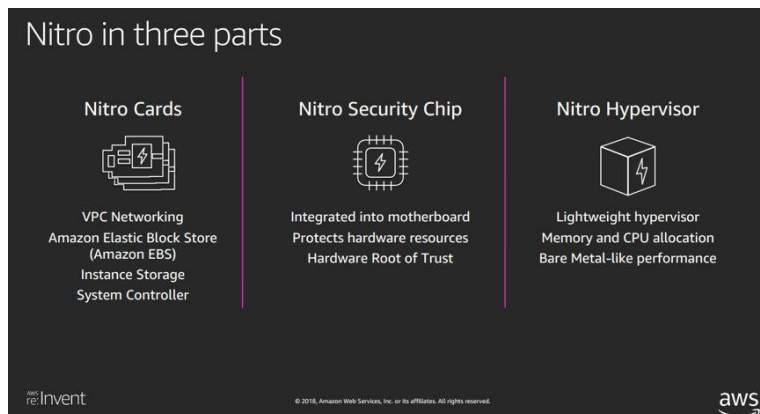 Nitro in three parts
Nitro Cards
VPC Networking
Amazon Elastic Block Store
(Amazon EBS)
Instance Storage
System Controller
Nitro Security Chip
Integrated into motherboard
Protects hardware resources
Hardware Root of Trust
Nitro Hypervisor
Lightweight hypervisor
Memory and CPU allocation
Bare Metal-like performance
aws
re:Invent
© 2018, Amazon Web Services, Inc. or its affiliates. All rights reserved.
aws